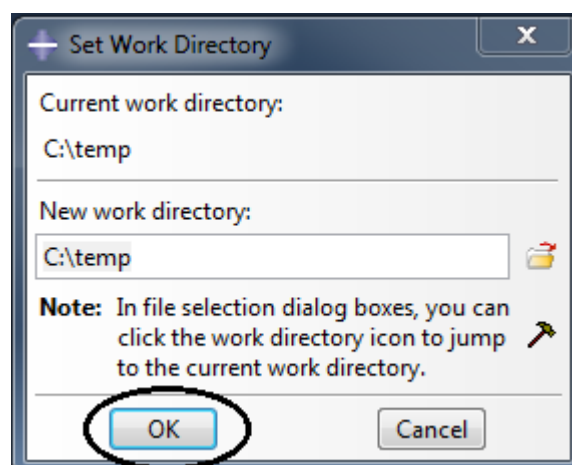 Set Work Directory
X
Current work directory:
C:\temp
New work directory:
C:\temp
Note: In file selection dialog boxes, you can
click the work directory icon to jump
to the current work directory.
OK Cancel